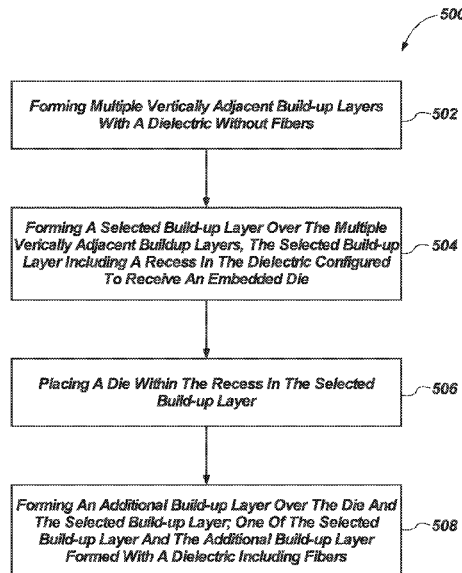 500
Forming Multiple Vertically Adjacent Build-up Layers
With A Dielectric Without Fibers
502
Forming A Selected Build-up Layer Over The Multiple
Verically Adjacent Buildup Layers, The Selected Build-up
Layer Including A Recess In The Dielectric Configured
To Receive An Embedded Die
504
Placing A Die Within The Recess In The Selected
Build-up Layer
506
Forming An Additional Build-up Layer Over The Die And
The Selected Build-up Layer; One Of The Selected
Build-up Layer And The Additional Build-up Layer
Formed With A Dielectric Including Fibers
508